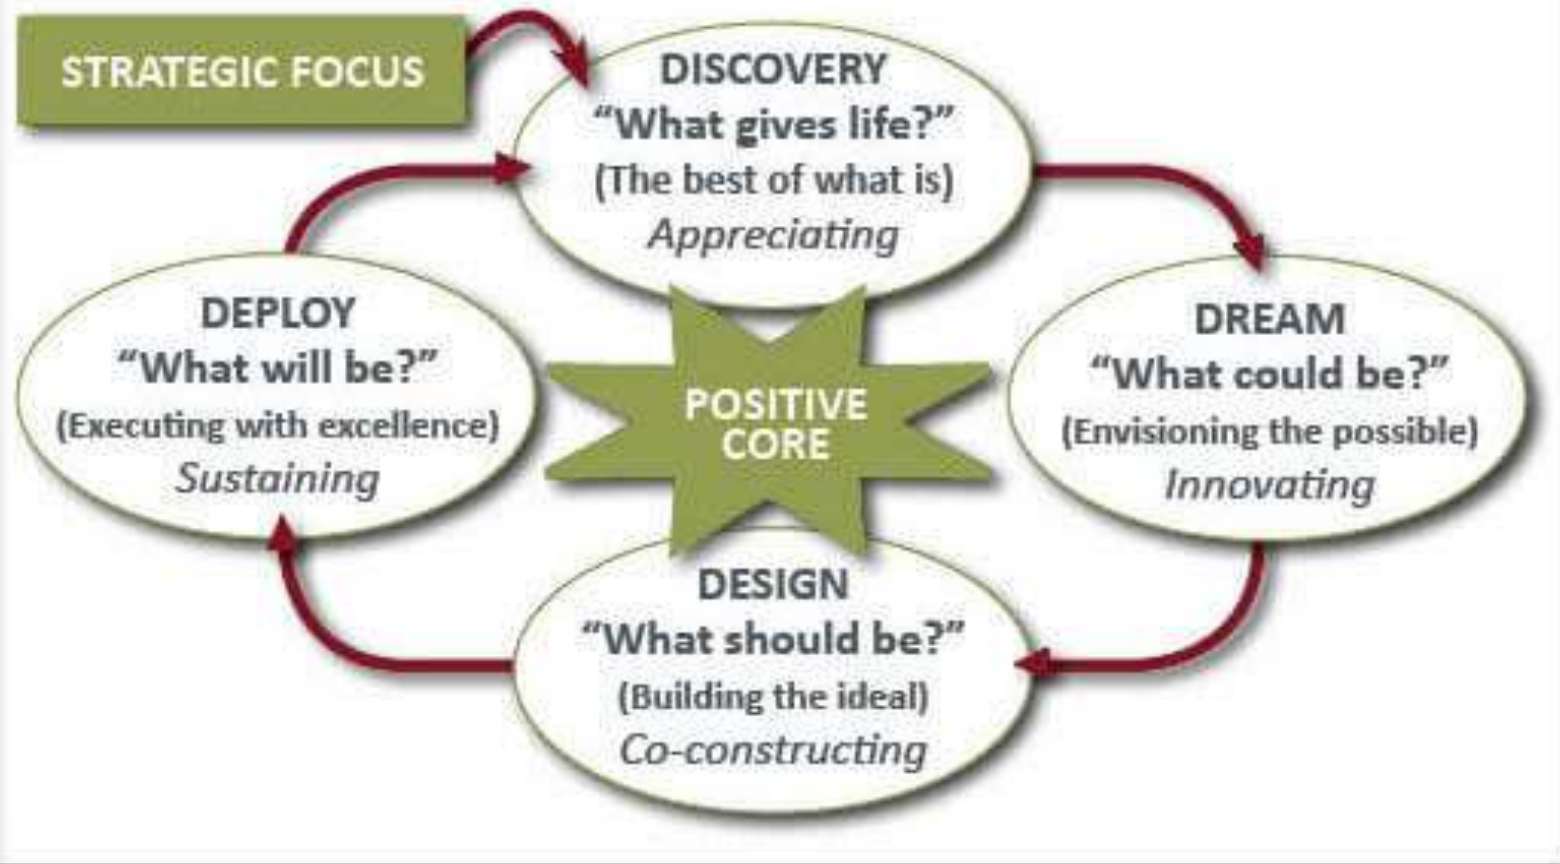 STRATEGIC FOCUS
DISCOVERY
“What gives life?”
(The best of what is)
Appreciating
DREAM
“What could be?”
(Envisioning the possible)
Innovating
DESIGN
“What should be?”
(Building the ideal)
Co-constructing
DEPLOY
“What will be?”
(Executing with excellence)
Sustaining
POSITIVE
CORE